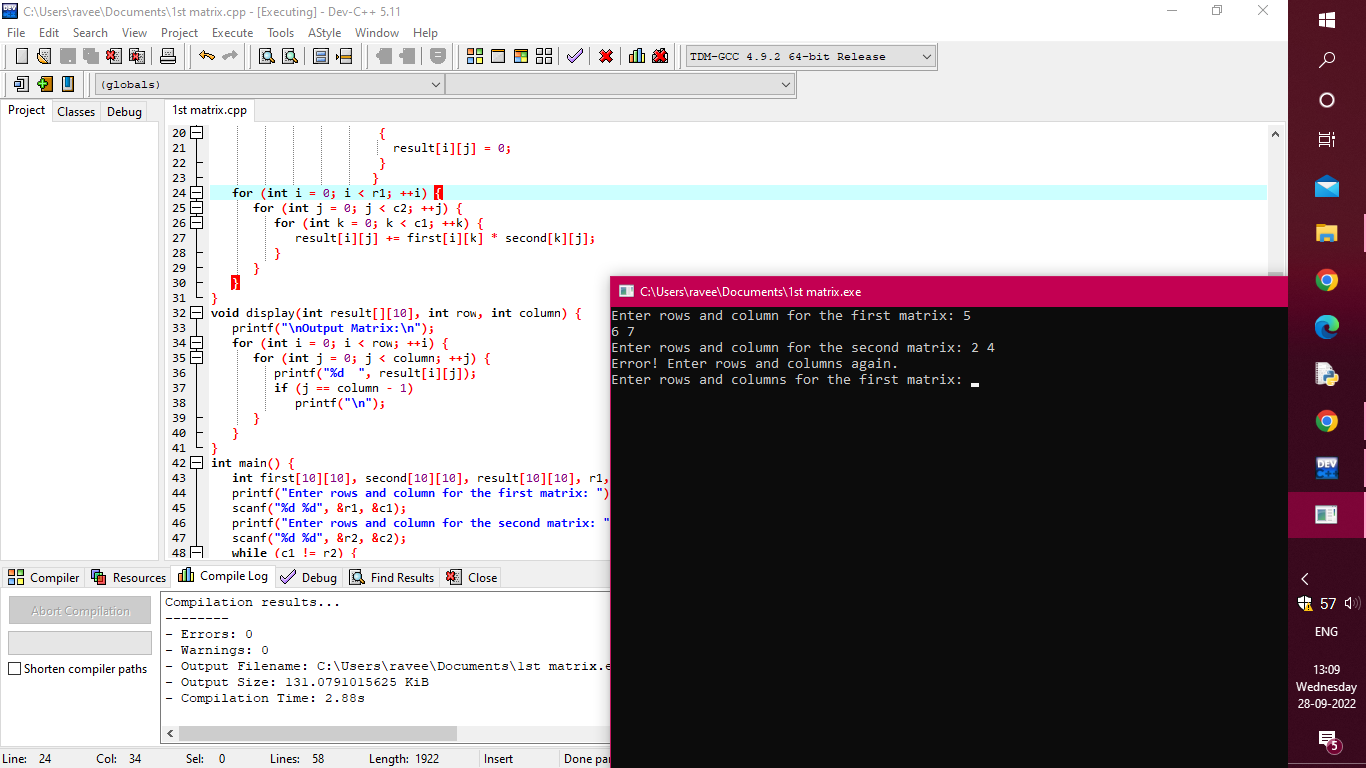 C:\Users\ravee\Documents\1st matrix.cpp - [Executing] - Dev-C++ 5.11
File Edit Search View Project Execute Tools AStyle Window Help
TDM-GCC 4.9.2 64-bit Release
(globals)
Project Classes Debug
1st matrix.cpp
20 {
21 result[i][j] = 0;
22 }
23 }
24 for (int i = 0; i < r1; ++i) {
25 for (int j = 0; j < c2; ++j) {
26 for (int k = 0; k < c1; ++k) {
27 result[i][j] += first[i][k] * second[k][j];
28 }
29 }
30 }
31 }
32 void display(int result[][10], int row, int column) {
33 printf("\nOutput Matrix:\n");
34 for (int i = 0; i < row; ++i) {
35 for (int j = 0; j < column; ++j) {
36 printf("%d  ", result[i][j]);
37 if (j == column - 1)
38 printf("\n");
39 }
40 }
41 }
42 int main() {
43 int first[10][10], second[10][10], result[10][10], r1,
44 printf("Enter rows and column for the first matrix: ")
45 scanf("%d %d", &r1, &c1);
46 printf("Enter rows and column for the second matrix: "
47 scanf("%d %d", &r2, &c2);
48 while (c1 != r2) {
C:\Users\ravee\Documents\1st matrix.exe
Enter rows and column for the first matrix: 5
6 7
Enter rows and column for the second matrix: 2 4
Error! Enter rows and columns again.
Enter rows and columns for the first matrix:
Compiler Resources Compile Log Debug Find Results Close
Abort Compilation
Shorten compiler paths
Compilation results...
--------
- Errors: 0
- Warnings: 0
- Output Filename: C:\Users\ravee\Documents\1st matrix.e
- Output Size: 131.0791015625 KiB
- Compilation Time: 2.88s
Line: 24 Col: 34 Sel: 0 Lines: 58 Length: 1922 Insert Done pa
DEV
C++
57
ENG
13:09
Wednesday
28-09-2022
5